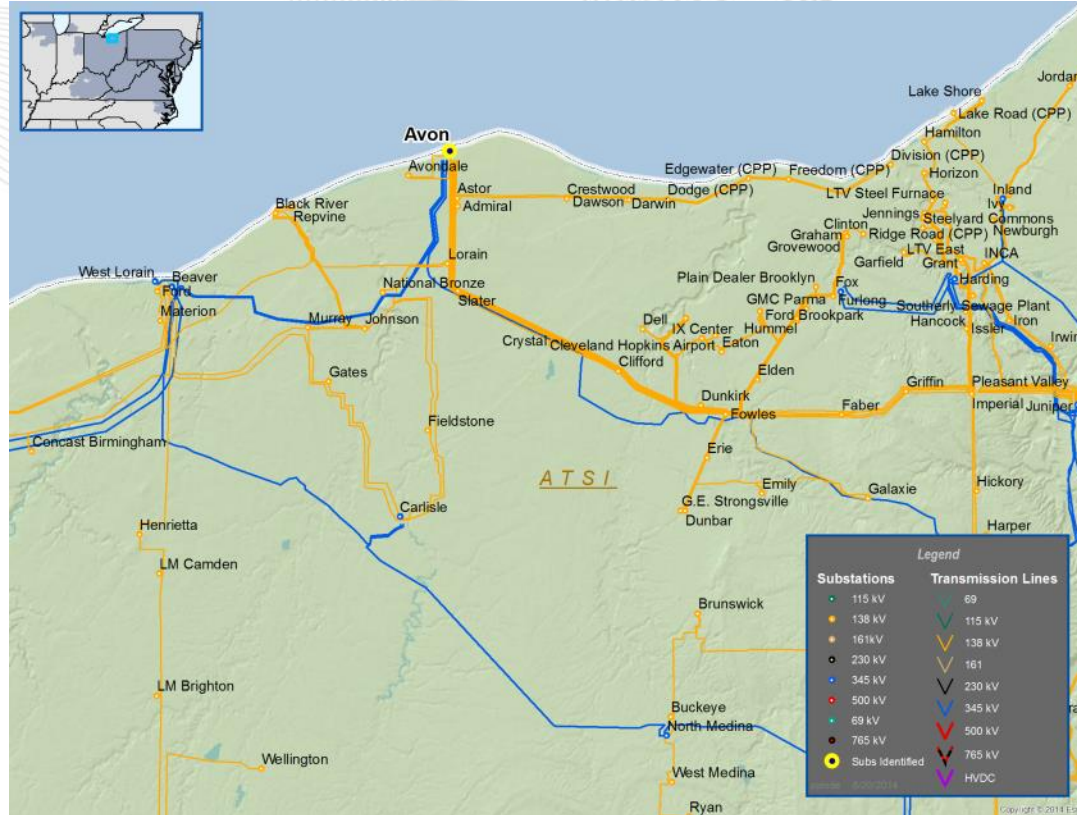 Lake Shore
Jordan
Lake Road (CPP)
Avon
Hamilton
Avondale
Edgewater (CPP)
Freedom (CPP)
Division (CPP)
Horizon
Astor
Crestwood
Dodge (CPP)
LTV Steel Furnace
Inland
Admiral
Dawson
Darwin
Ivy
Black River
Repvine
Jennings
Steelyard Commons
Clinton
Graham
Ridge Road (CPP)
Newburgh
Grovewood
LTV East
INCA
Garfield
Grant
Lorain
West Lorain
Beaver
Plain Dealer Brooklyn
Fox
Harding
Ford
National Bronze
Slater
GMC Parma
Furlong
Southerly Sewage Plant
Materion
Murray
Johnson
Dell
IX Center
Ford Brookpark
Hancock
Iron
Hummel
Issler
Crystal
Cleveland Hopkins Airport
Eaton
Irwin
Clifford
Gates
Elden
Griffin
Pleasant Valley
Dunkirk
Imperial
Fowles
Faber
Juniper
Fieldstone
Concast Birmingham
Erie
ATSI
Emily
Hickory
G.E. Strongsville
Galaxie
Carlisle
Dunbar
Henrietta
Harper
LM Camden
Brunswick
LM Brighton
Buckeye
North Medina
Wellington
West Medina
Ryan
Legend
Substations
115 kV
138 kV
161kV
230 kV
345 kV
500 kV
69 kV
765 kV
Subs Identified
Transmission Lines
69
115 kV
138 kV
161
230 kV
345 kV
500 kV
765 kV
HVDC
Copyright © 2014 Es